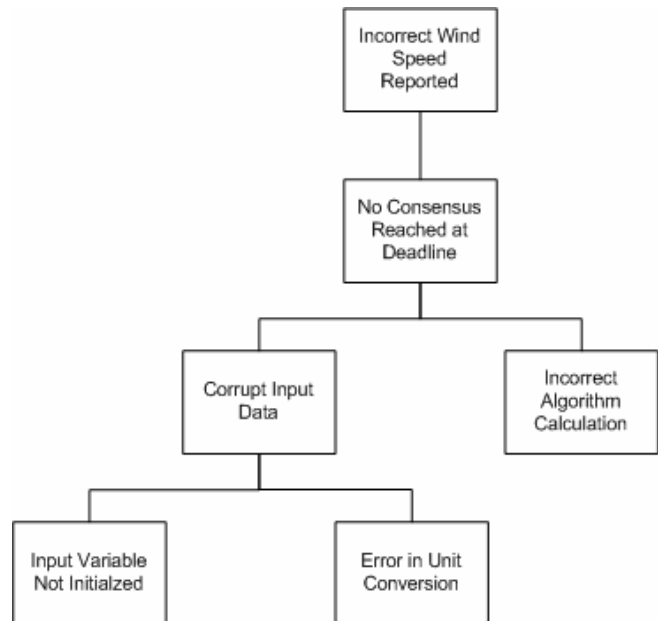 Incorrect Wind
Speed
Reported
No Consensus
Reached at
Deadline
Corrupt Input
Data
Incorrect
Algorithm
Calculation
Input Variable
Not Initialzed
Error in Unit
Conversion